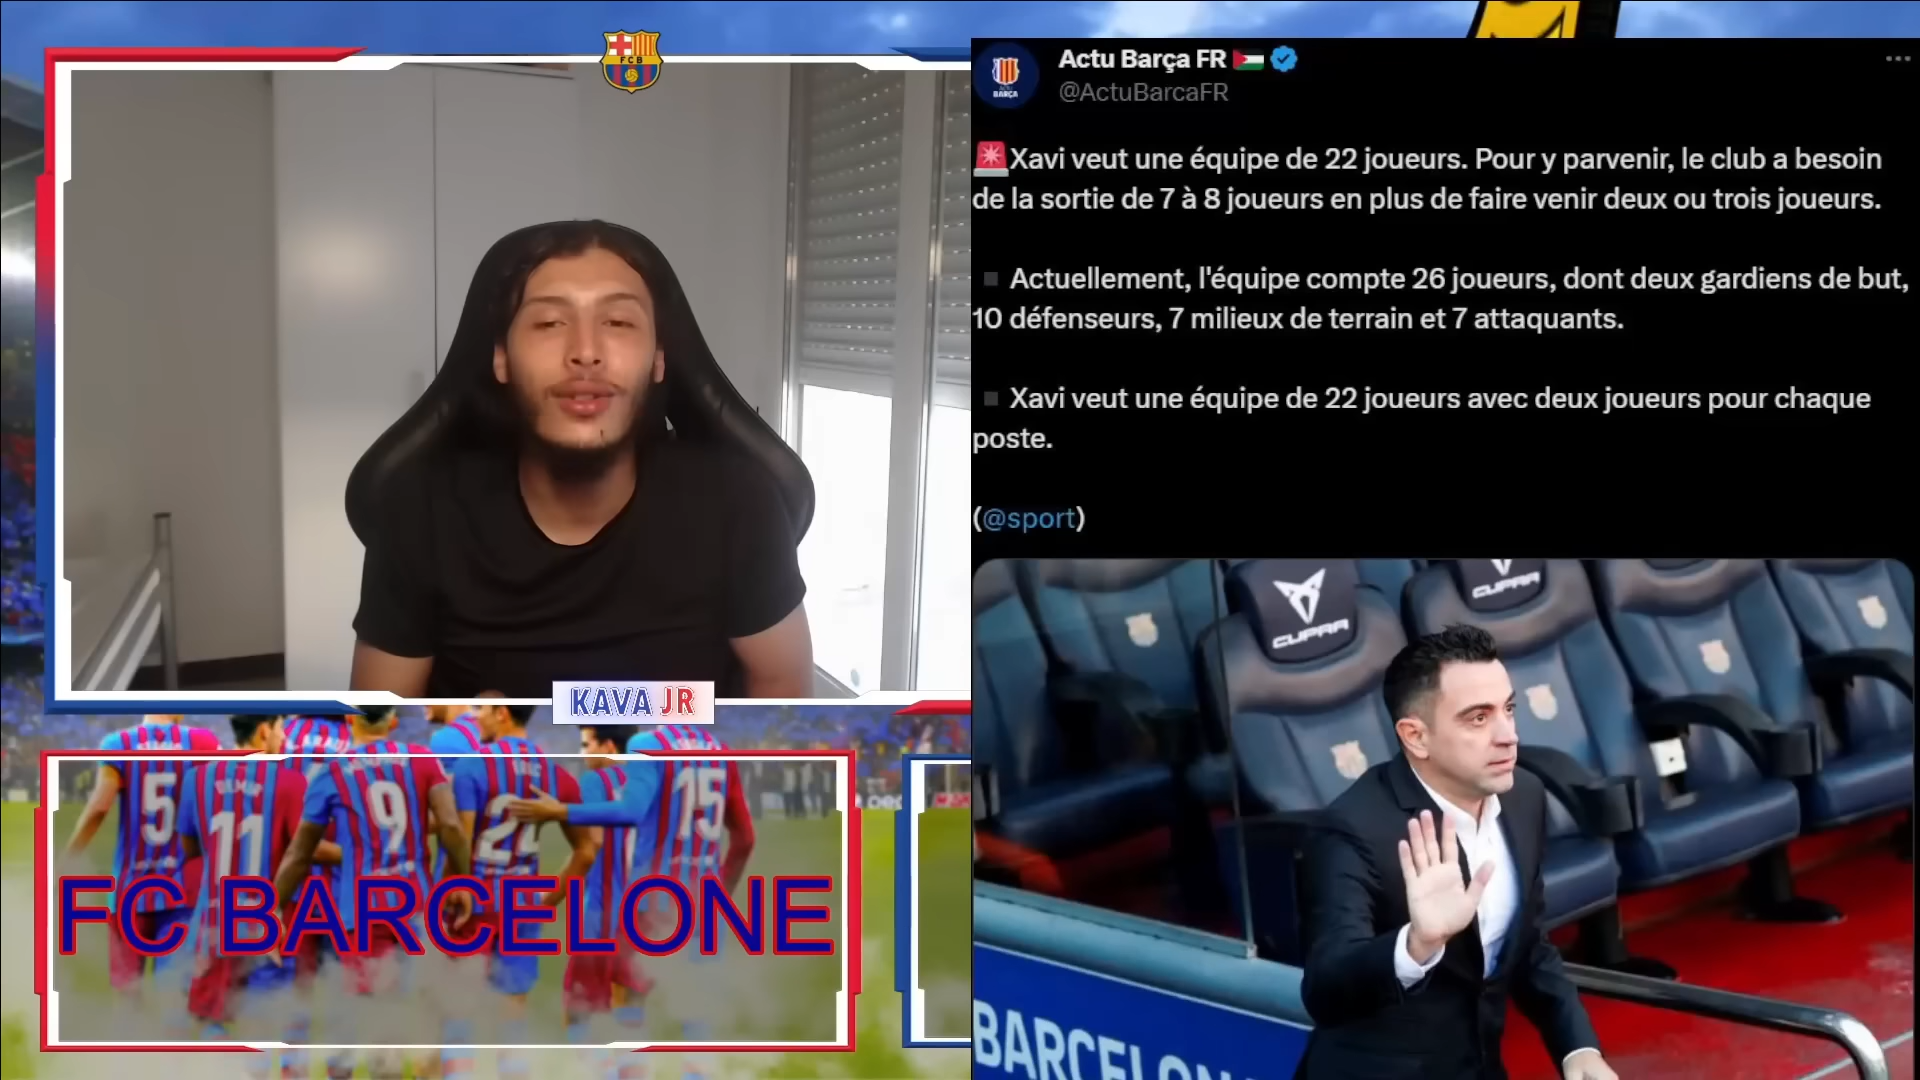 FCB
KAVA JR
5
DEMIR
11
9
22
15
FC BARCELONE
Actu Barça FR
@ActuBarcaFR
ACTU
BARÇA
Xavi veut une équipe de 22 joueurs. Pour y parvenir, le club a besoin
de la sortie de 7 à 8 joueurs en plus de faire venir deux ou trois joueurs.
Actuellement, l'équipe compte 26 joueurs, dont deux gardiens de but,
10 défenseurs, 7 milieux de terrain et 7 attaquants.
Xavi veut une équipe de 22 joueurs avec deux joueurs pour chaque
poste.
(@sport)
CUPRA
CUPRA
BARCELON